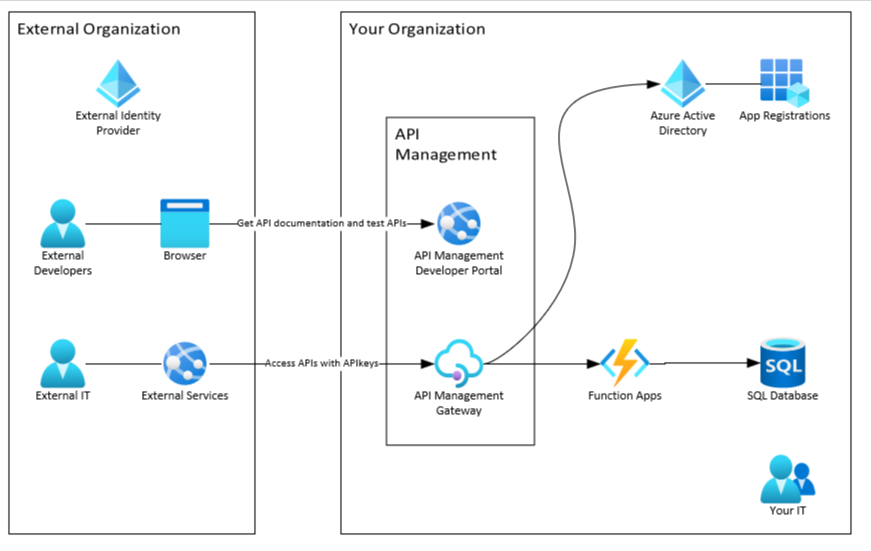 External Organization
Your Organization
External Identity
Provider
Azure Active
Directory
App Registrations
API
Management
Get API documentation and test APIs
External
Developers
Browser
API Management
Developer Portal
Access APIs with APIkeys
External IT
External Services
API Management
Gateway
Function Apps
SQL
SQL Database
Your IT